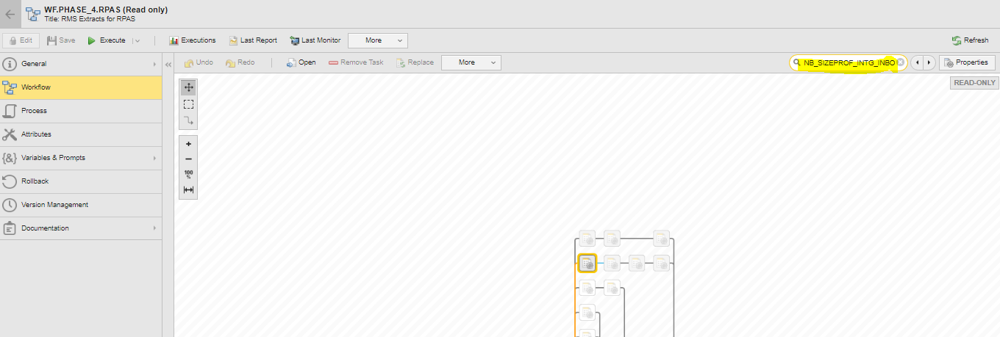 WF.PHASE_4.RPAS (Read only)
Title: RMS Extracts for RPAS
Edit Save Execute Executions Last Report Last Monitor More Refresh
General
Workflow
Process
Attributes
Variables & Prompts
Rollback
Version Management
Documentation
Undo Redo Open Remove Task Replace More NB_SIZEPROF_INTG_INBO Properties
READ-ONLY
+
−
100
%